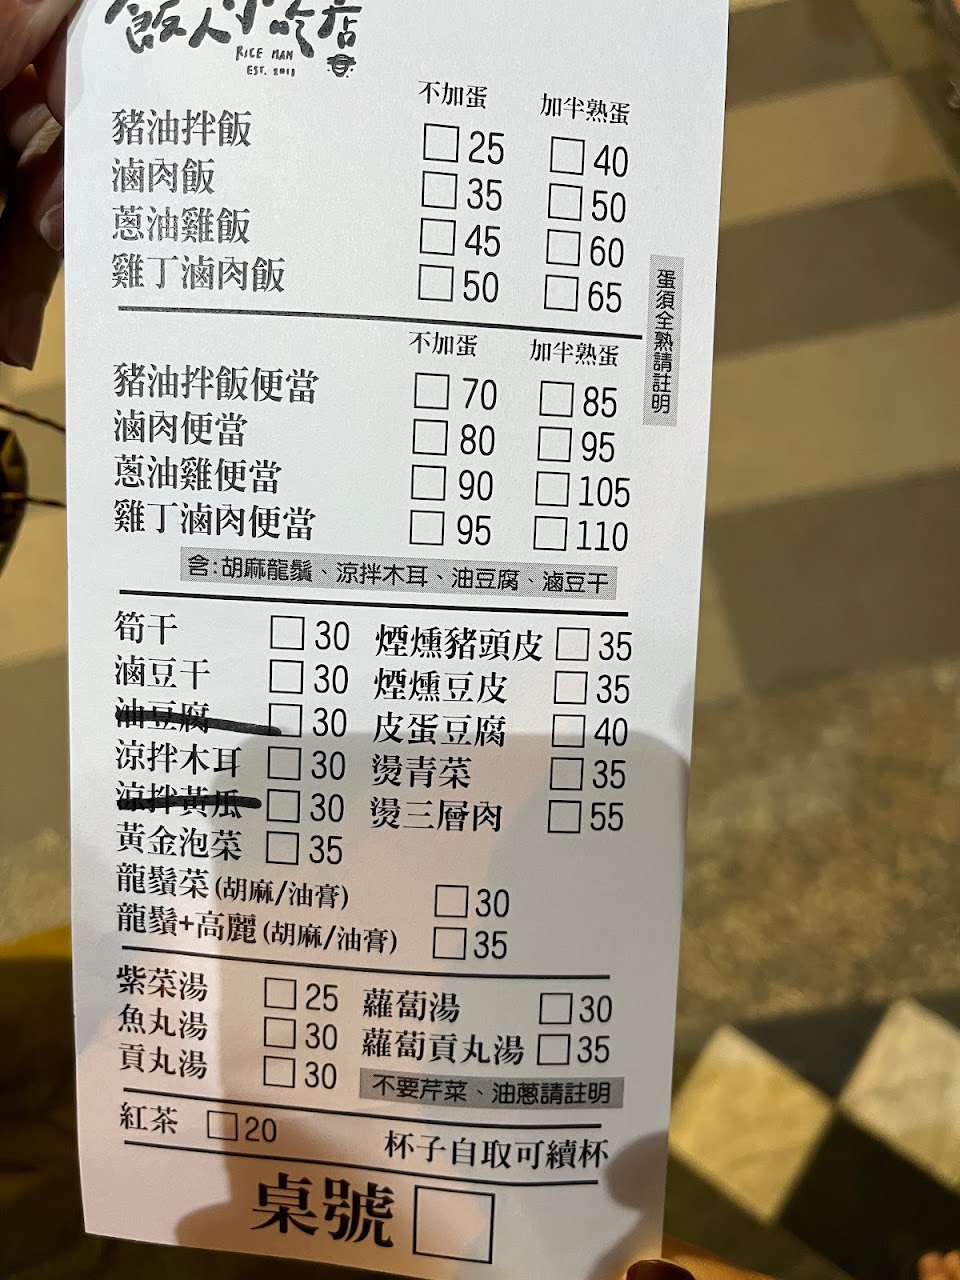 飯人小吃店
RICE MAN
EST. 2018
不加蛋 加半熟蛋
豬油拌飯 □25 □40
滷肉飯 □35 □50
蔥油雞飯 □45 □60
雞丁滷肉飯 □50 □65
蛋須全熟請註明
不加蛋 加半熟蛋
豬油拌飯便當 □70 □85
滷肉便當 □80 □95
蔥油雞便當 □90 □105
雞丁滷肉便當 □95 □110
含:胡麻龍鬚、涼拌木耳、油豆腐、滷豆干
筍干 □30 煙燻豬頭皮 □35
滷豆干 □30 煙燻豆皮 □35
油豆腐 □30 皮蛋豆腐 □40
涼拌木耳 □30 燙青菜 □35
涼拌黃瓜 □30 燙三層肉 □55
黃金泡菜 □35
龍鬚菜(胡麻/油膏) □30
龍鬚+高麗(胡麻/油膏) □35
紫菜湯 □25 蘿蔔湯 □30
魚丸湯 □30 蘿蔔貢丸湯 □35
貢丸湯 □30 不要芹菜、油蔥請註明
紅茶 □20 杯子自取可續杯
桌號 □